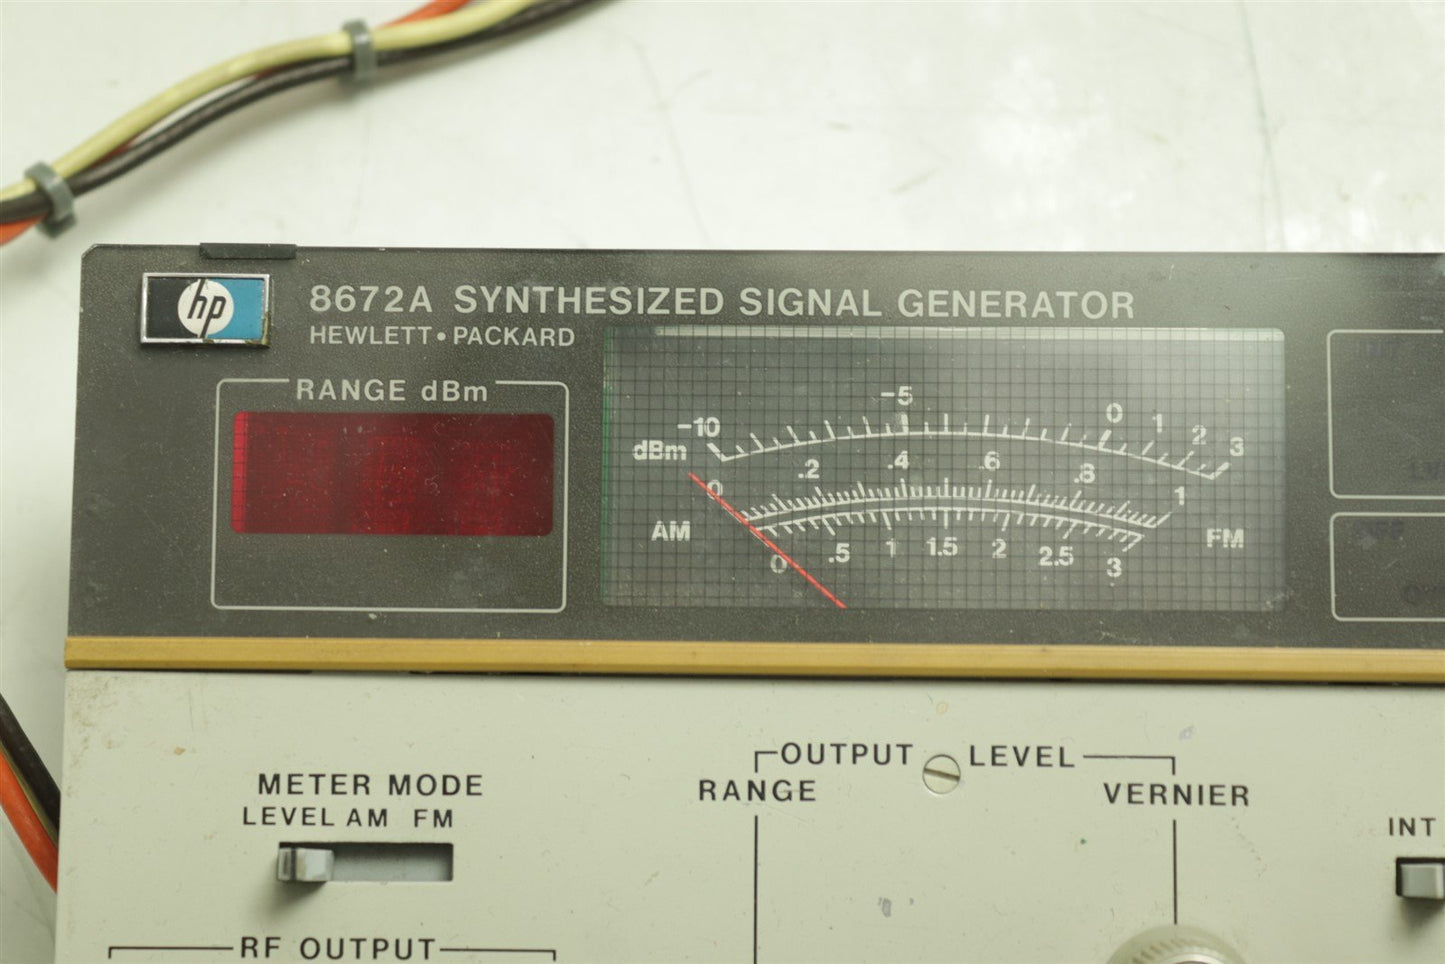 hp
8672A SYNTHESIZED SIGNAL GENERATOR
HEWLETT • PACKARD
RANGE dBm
-10 -5 0 1 2 3
dBm
0 .2 .4 .6 .8 1
AM FM
0 .5 1 1.5 2 2.5 3
METER MODE
LEVEL AM FM
OUTPUT LEVEL
RANGE VERNIER
INT
RF OUTPUT